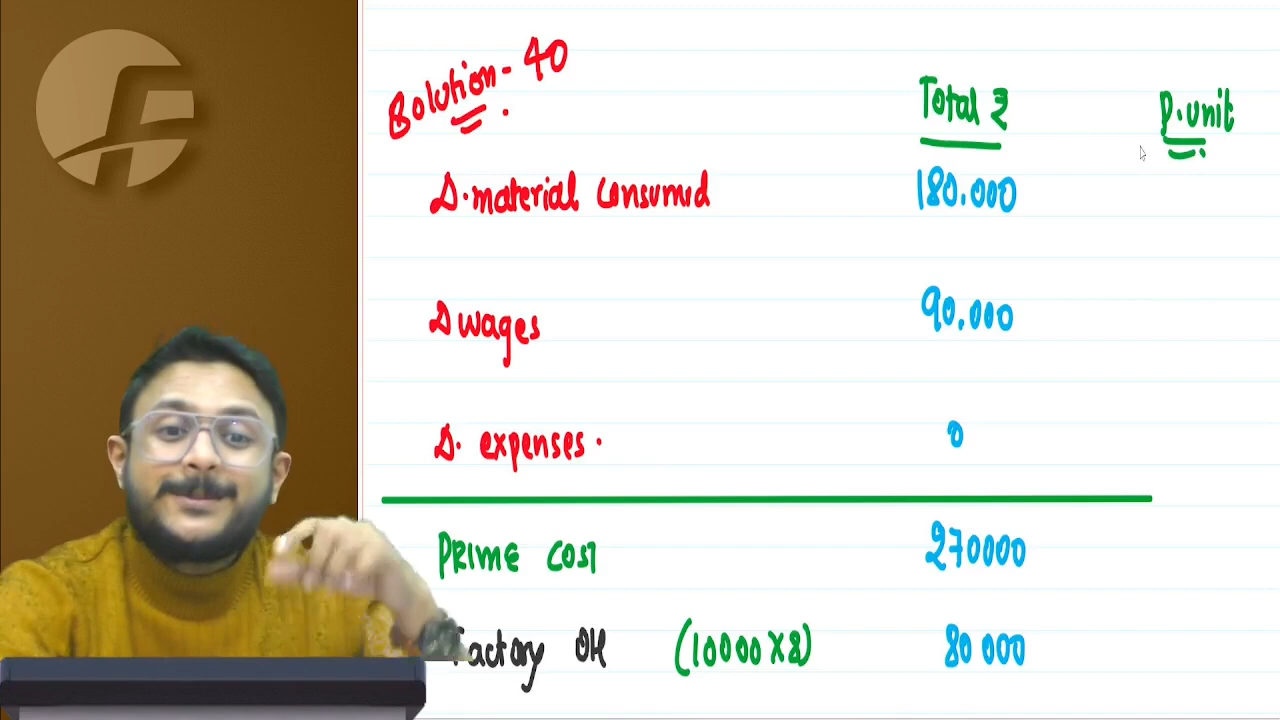 Solution - 40
Total ₹
P. unit
D. material consumed 180.000
D wages 90.000
D. expenses. 0
PRIME COST 270000
Factory OH (10000 X 8) 80 000